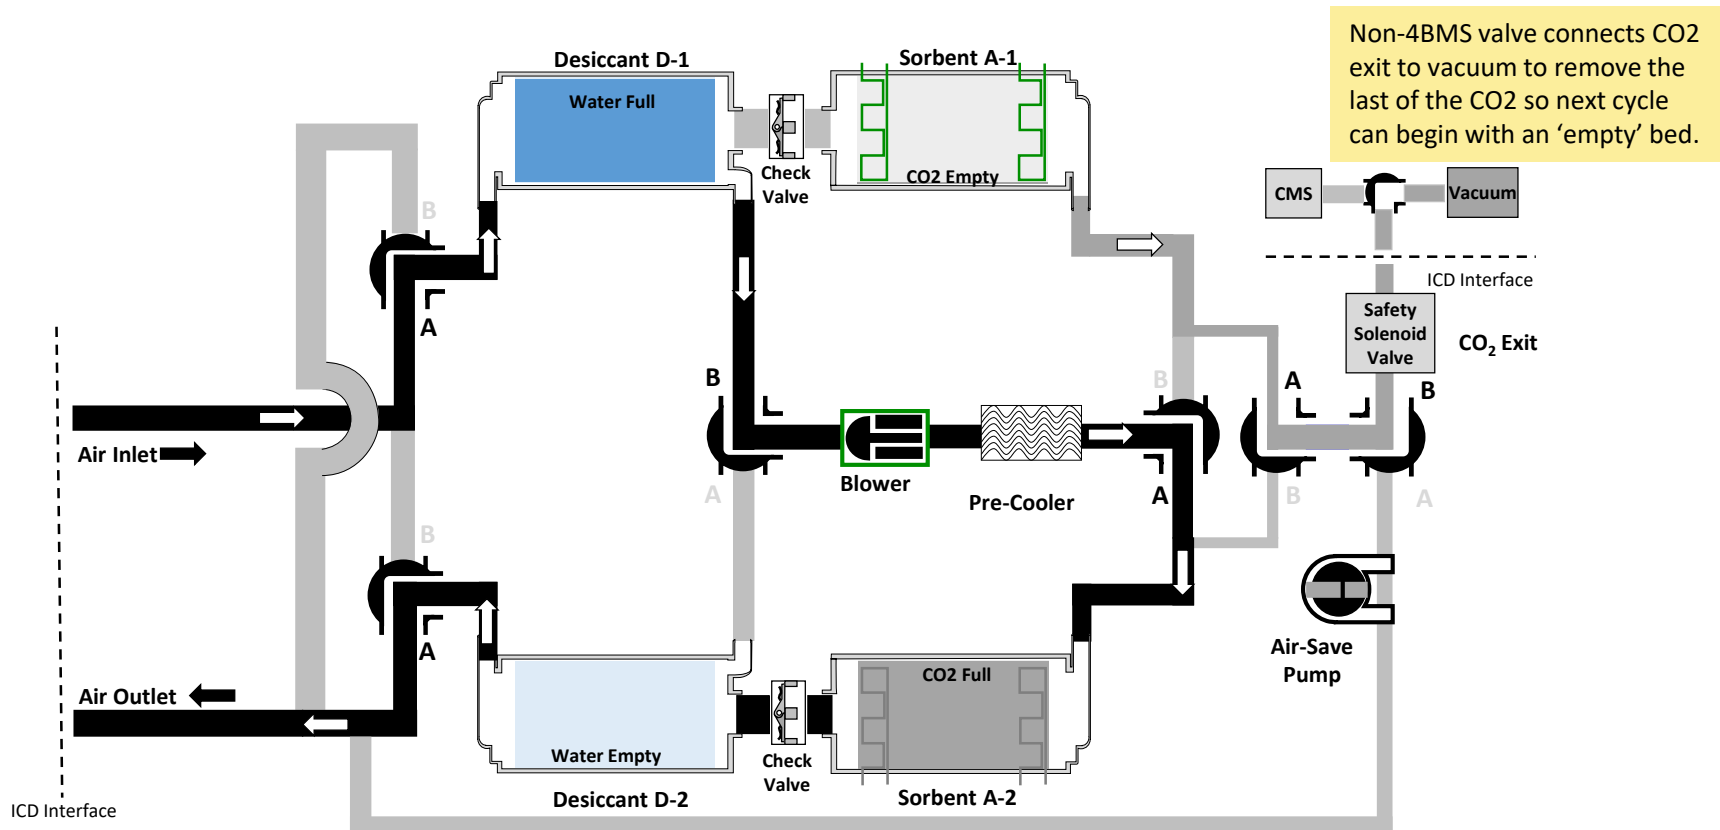 Non-4BMS valve connects CO2
exit to vacuum to remove the
last of the CO2 so next cycle
can begin with an ‘empty’ bed.
Desiccant D-1
Sorbent A-1
Water Full
Check
Valve
CO2 Empty
CMS
Vacuum
B
ICD Interface
Safety
Solenoid
Valve
CO₂ Exit
A
B
B
A
B
Air Inlet
A
Blower
Pre-Cooler
A
B
A
B
A
Air-Save
Pump
Air Outlet
CO2 Full
Water Empty
Check
Valve
Desiccant D-2
Sorbent A-2
ICD Interface